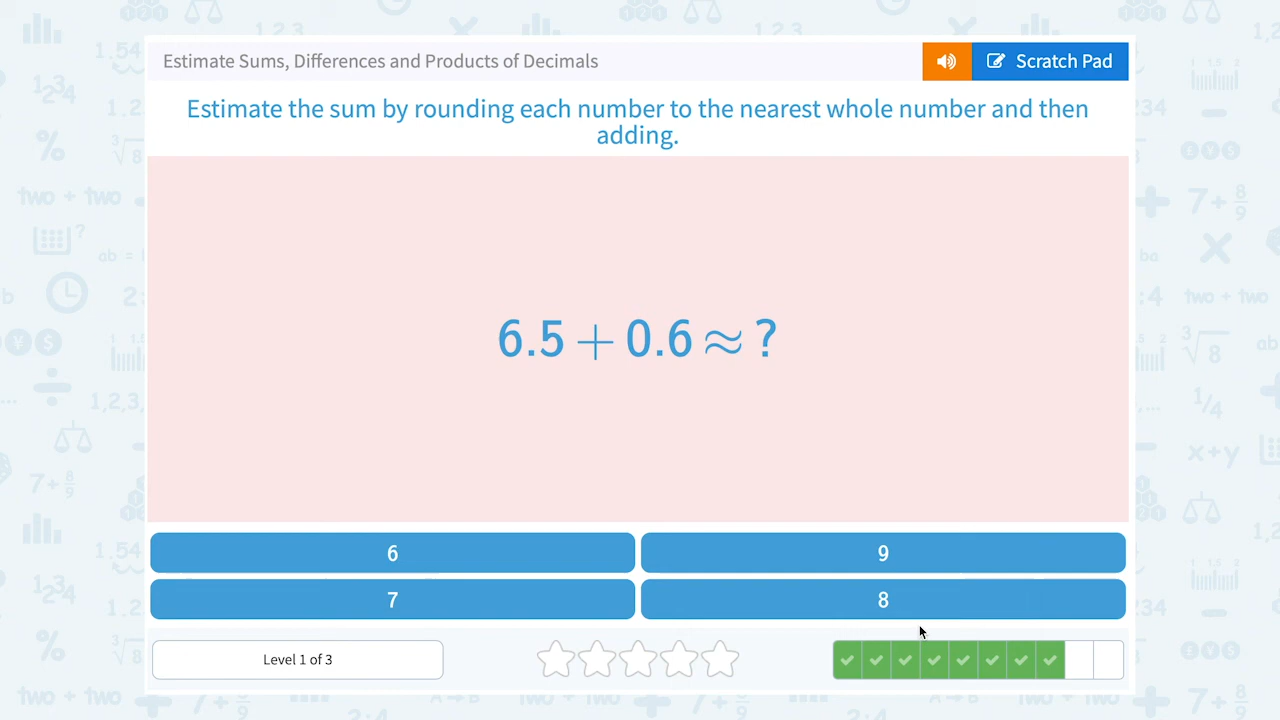 Estimate Sums, Differences and Products of Decimals
Scratch Pad
Estimate the sum by rounding each number to the nearest whole number and then
adding.
6.5 + 0.6 ≈ ?
6
9
7
8
Level 1 of 3